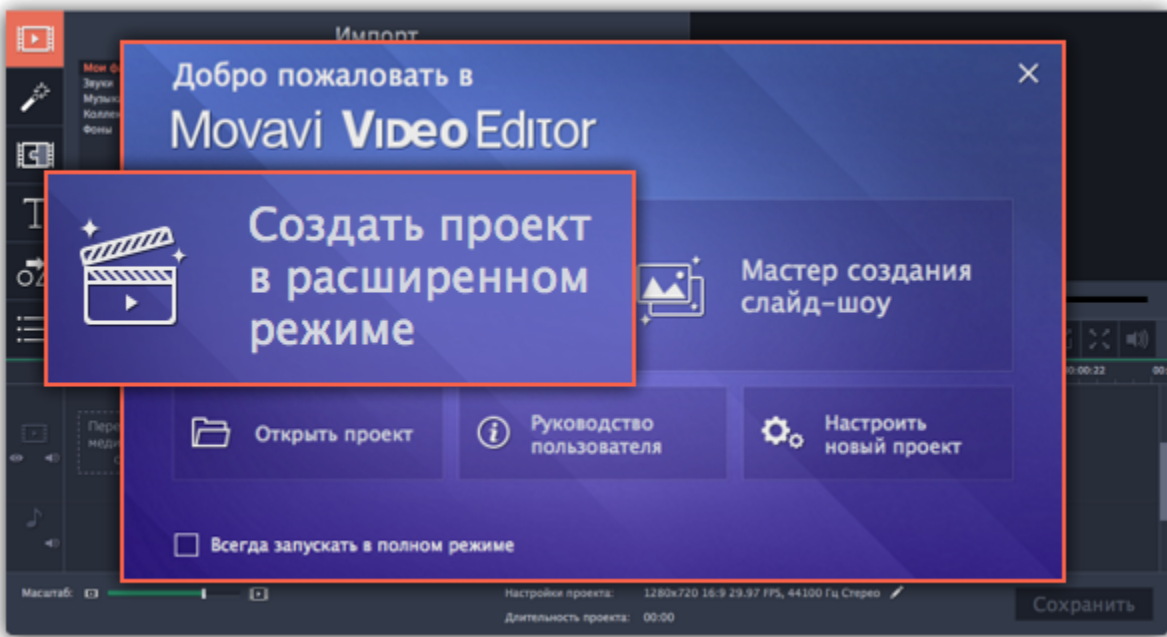 Импорт
Мои
Звуки
Фоны
Добро пожаловать в
Movavi Video Editor
Создать проект
в расширенном
режиме
Мастер создания
слайд-шоу
00:00:22
Открыть проект
Руководство
пользователя
Настроить
новый проект
Всегда запускать в полном режиме
Масштаб:
Настройки проекта: 1280x720 16:9 29.97 FPS, 44100 Гц Стерео
Длительность проекта: 00:00
Сохранить